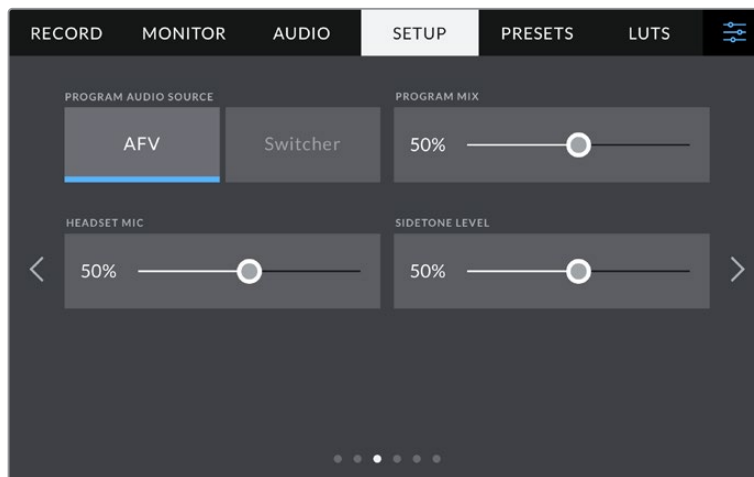 RECORD MONITOR AUDIO SETUP PRESETS LUTS
PROGRAM AUDIO SOURCE PROGRAM MIX
AFV Switcher 50%
HEADSET MIC SIDETONE LEVEL
50% 50%